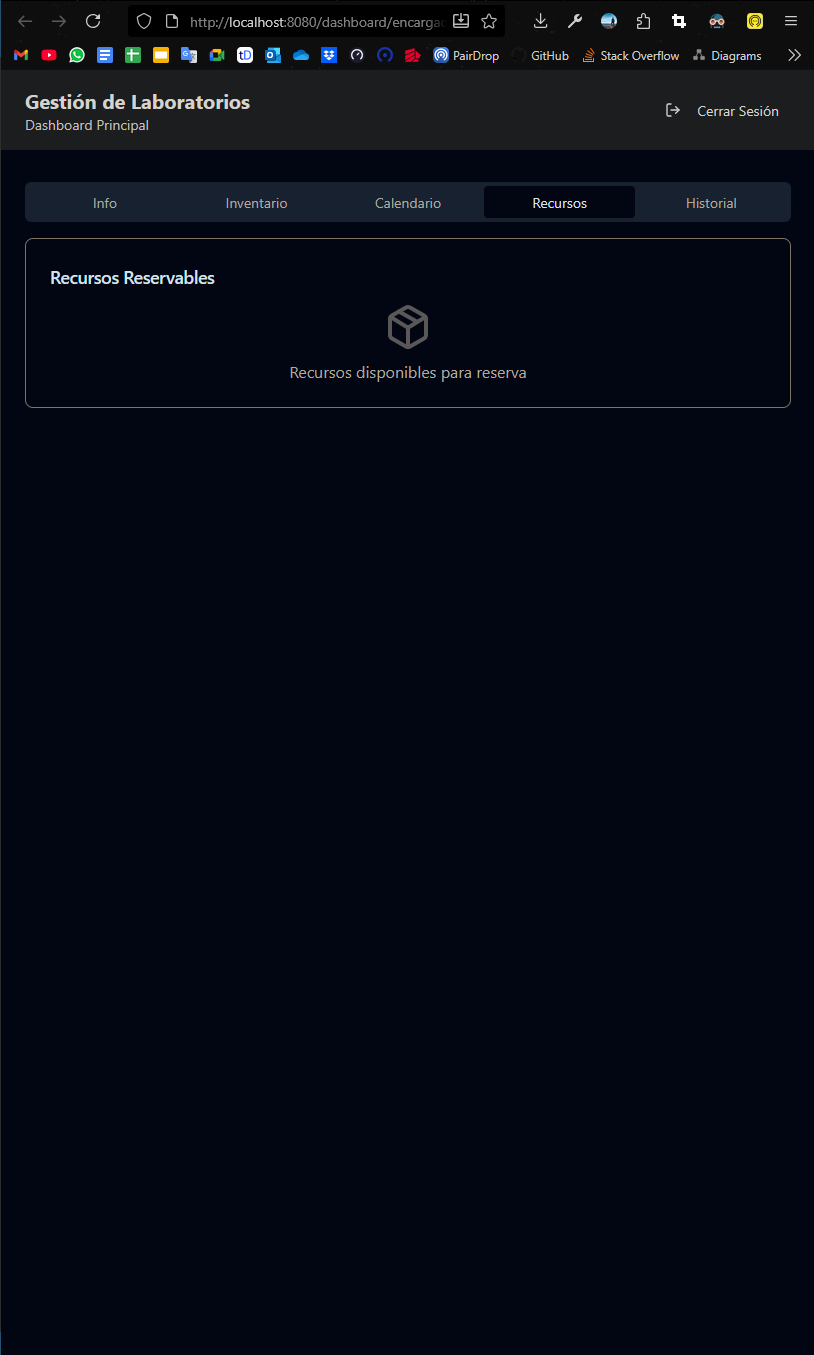 http://localhost:8080/dashboard/encargad
PairDrop GitHub Stack Overflow Diagrams
Gestión de Laboratorios
Dashboard Principal
Cerrar Sesión
Info Inventario Calendario Recursos Historial
Recursos Reservables
Recursos disponibles para reserva